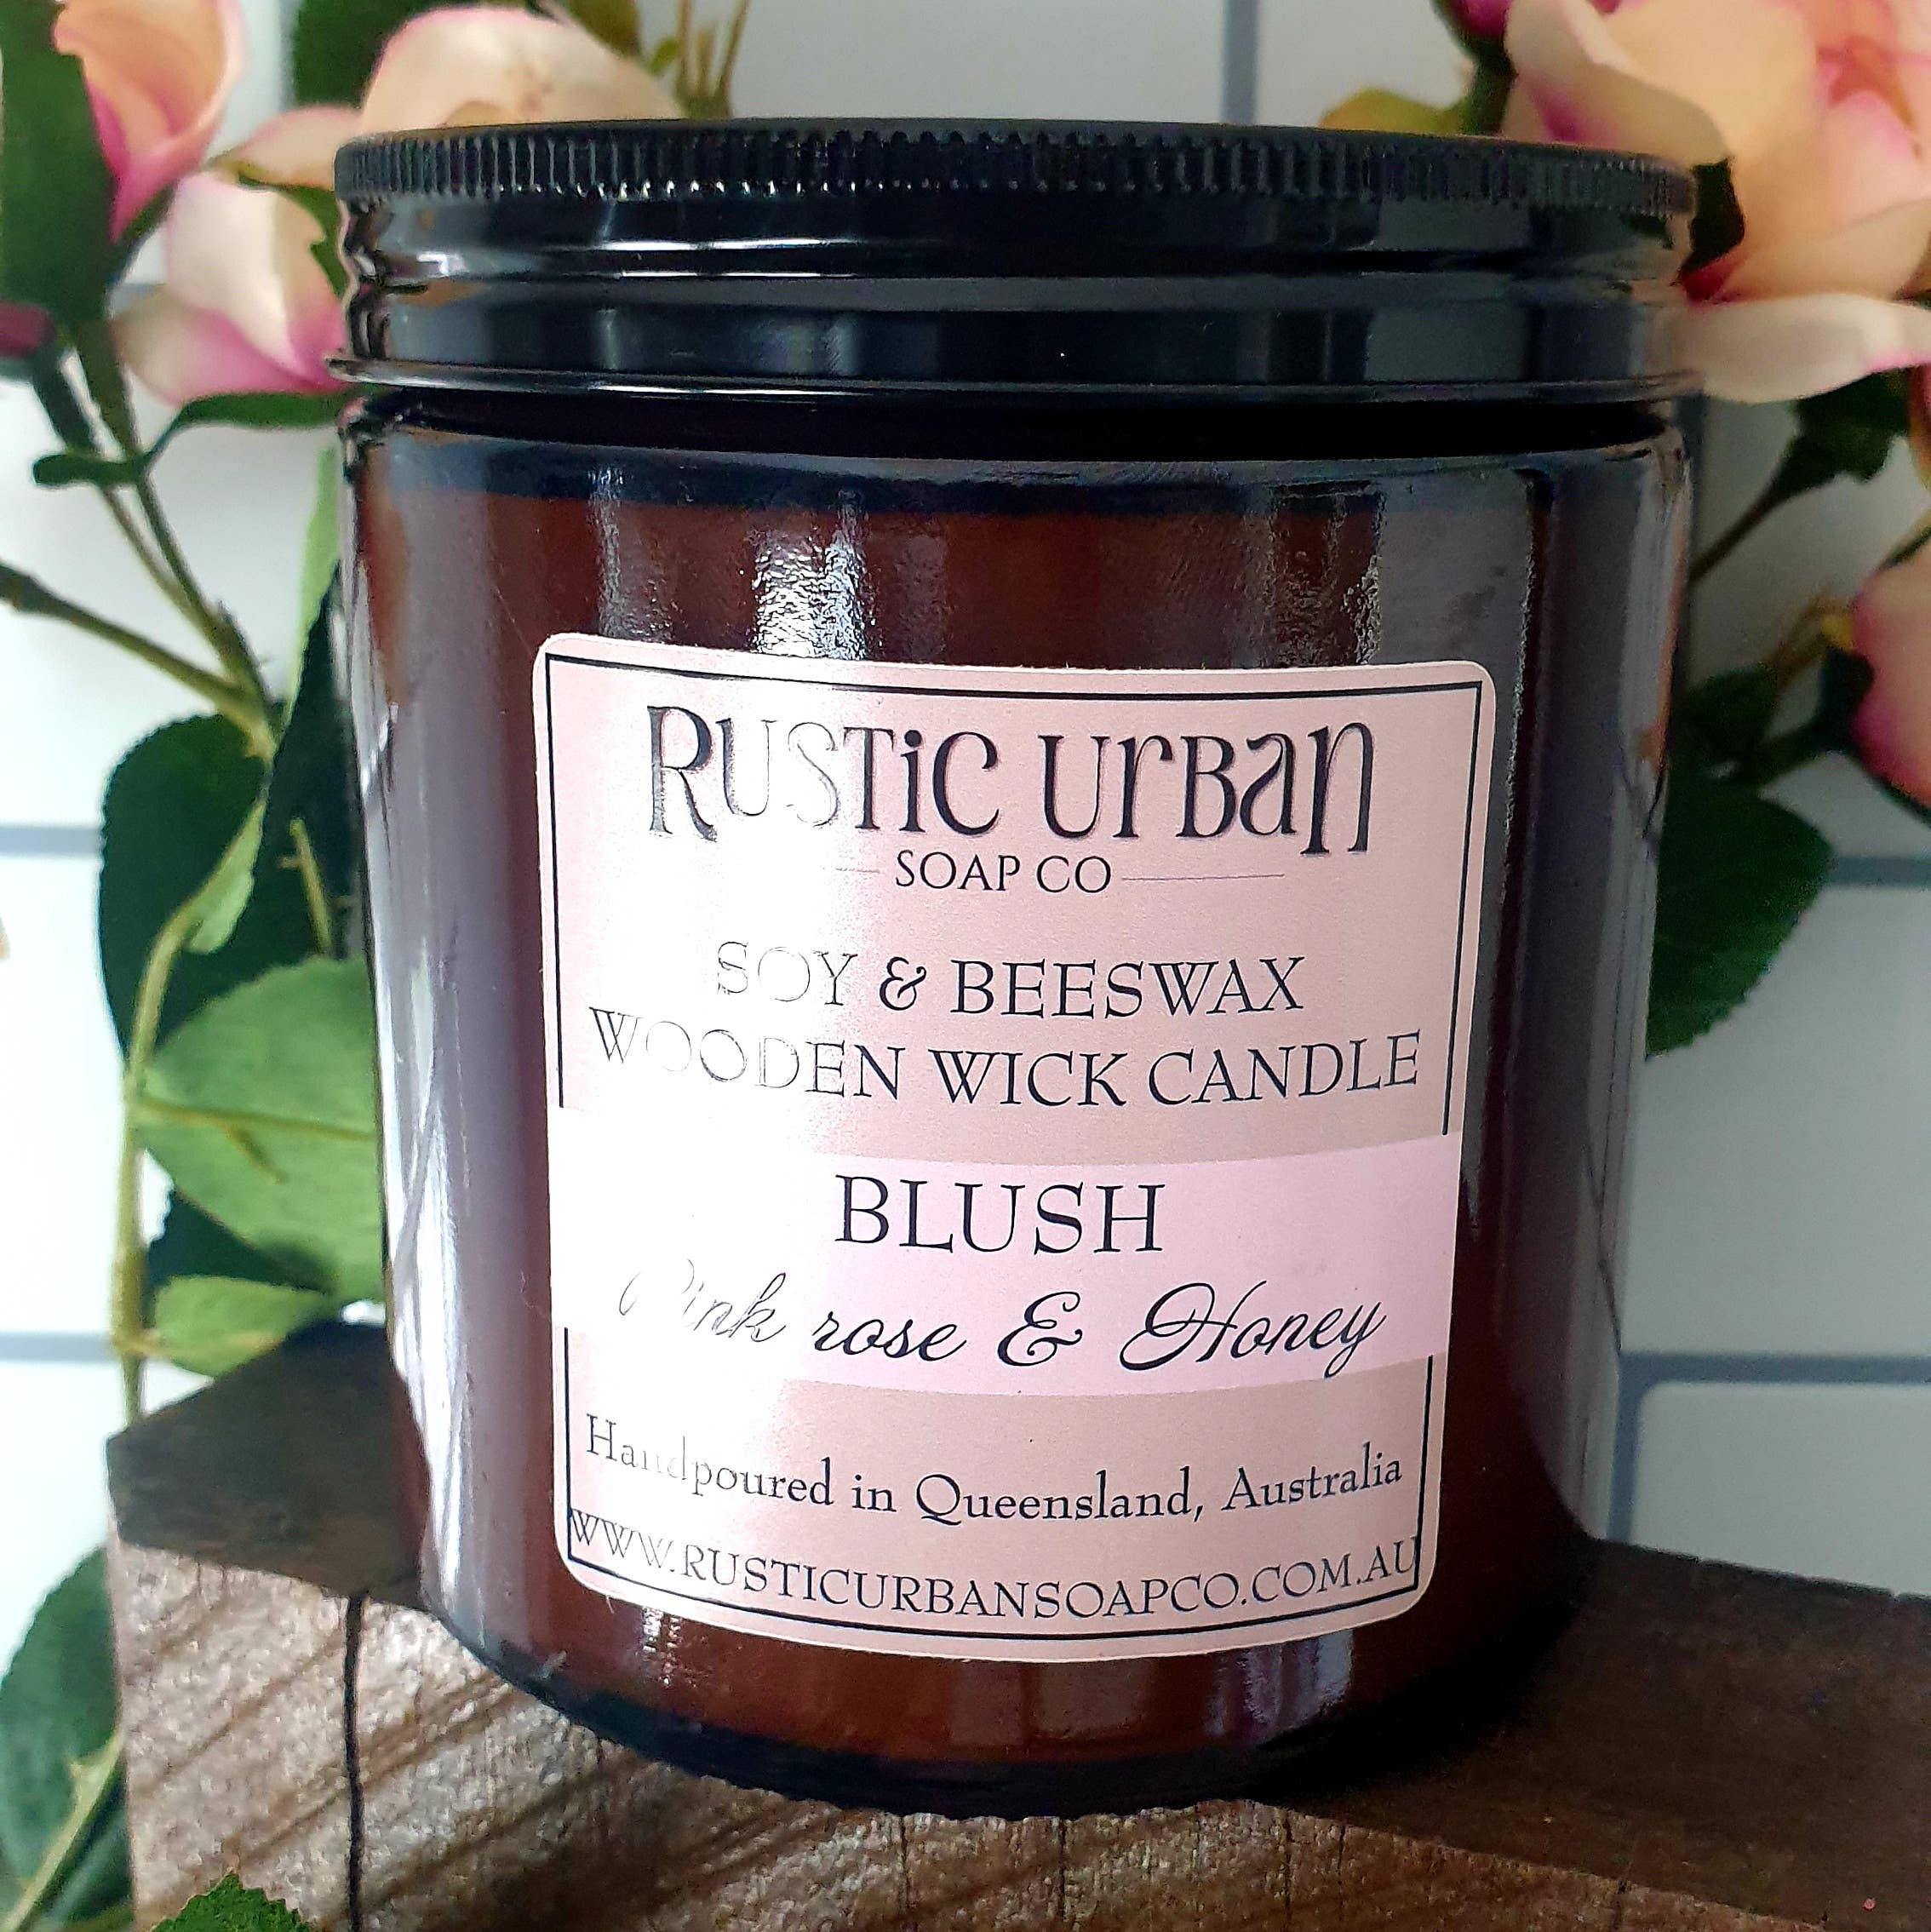 RUSTiC UrBan
SOAP CO
SOY & BEESWAX
WOODEN WICK CANDLE
BLUSH
Pink rose & Honey
Handpoured in Queensland, Australia
WWW.RUSTICURBANSOAPCO.COM.AU